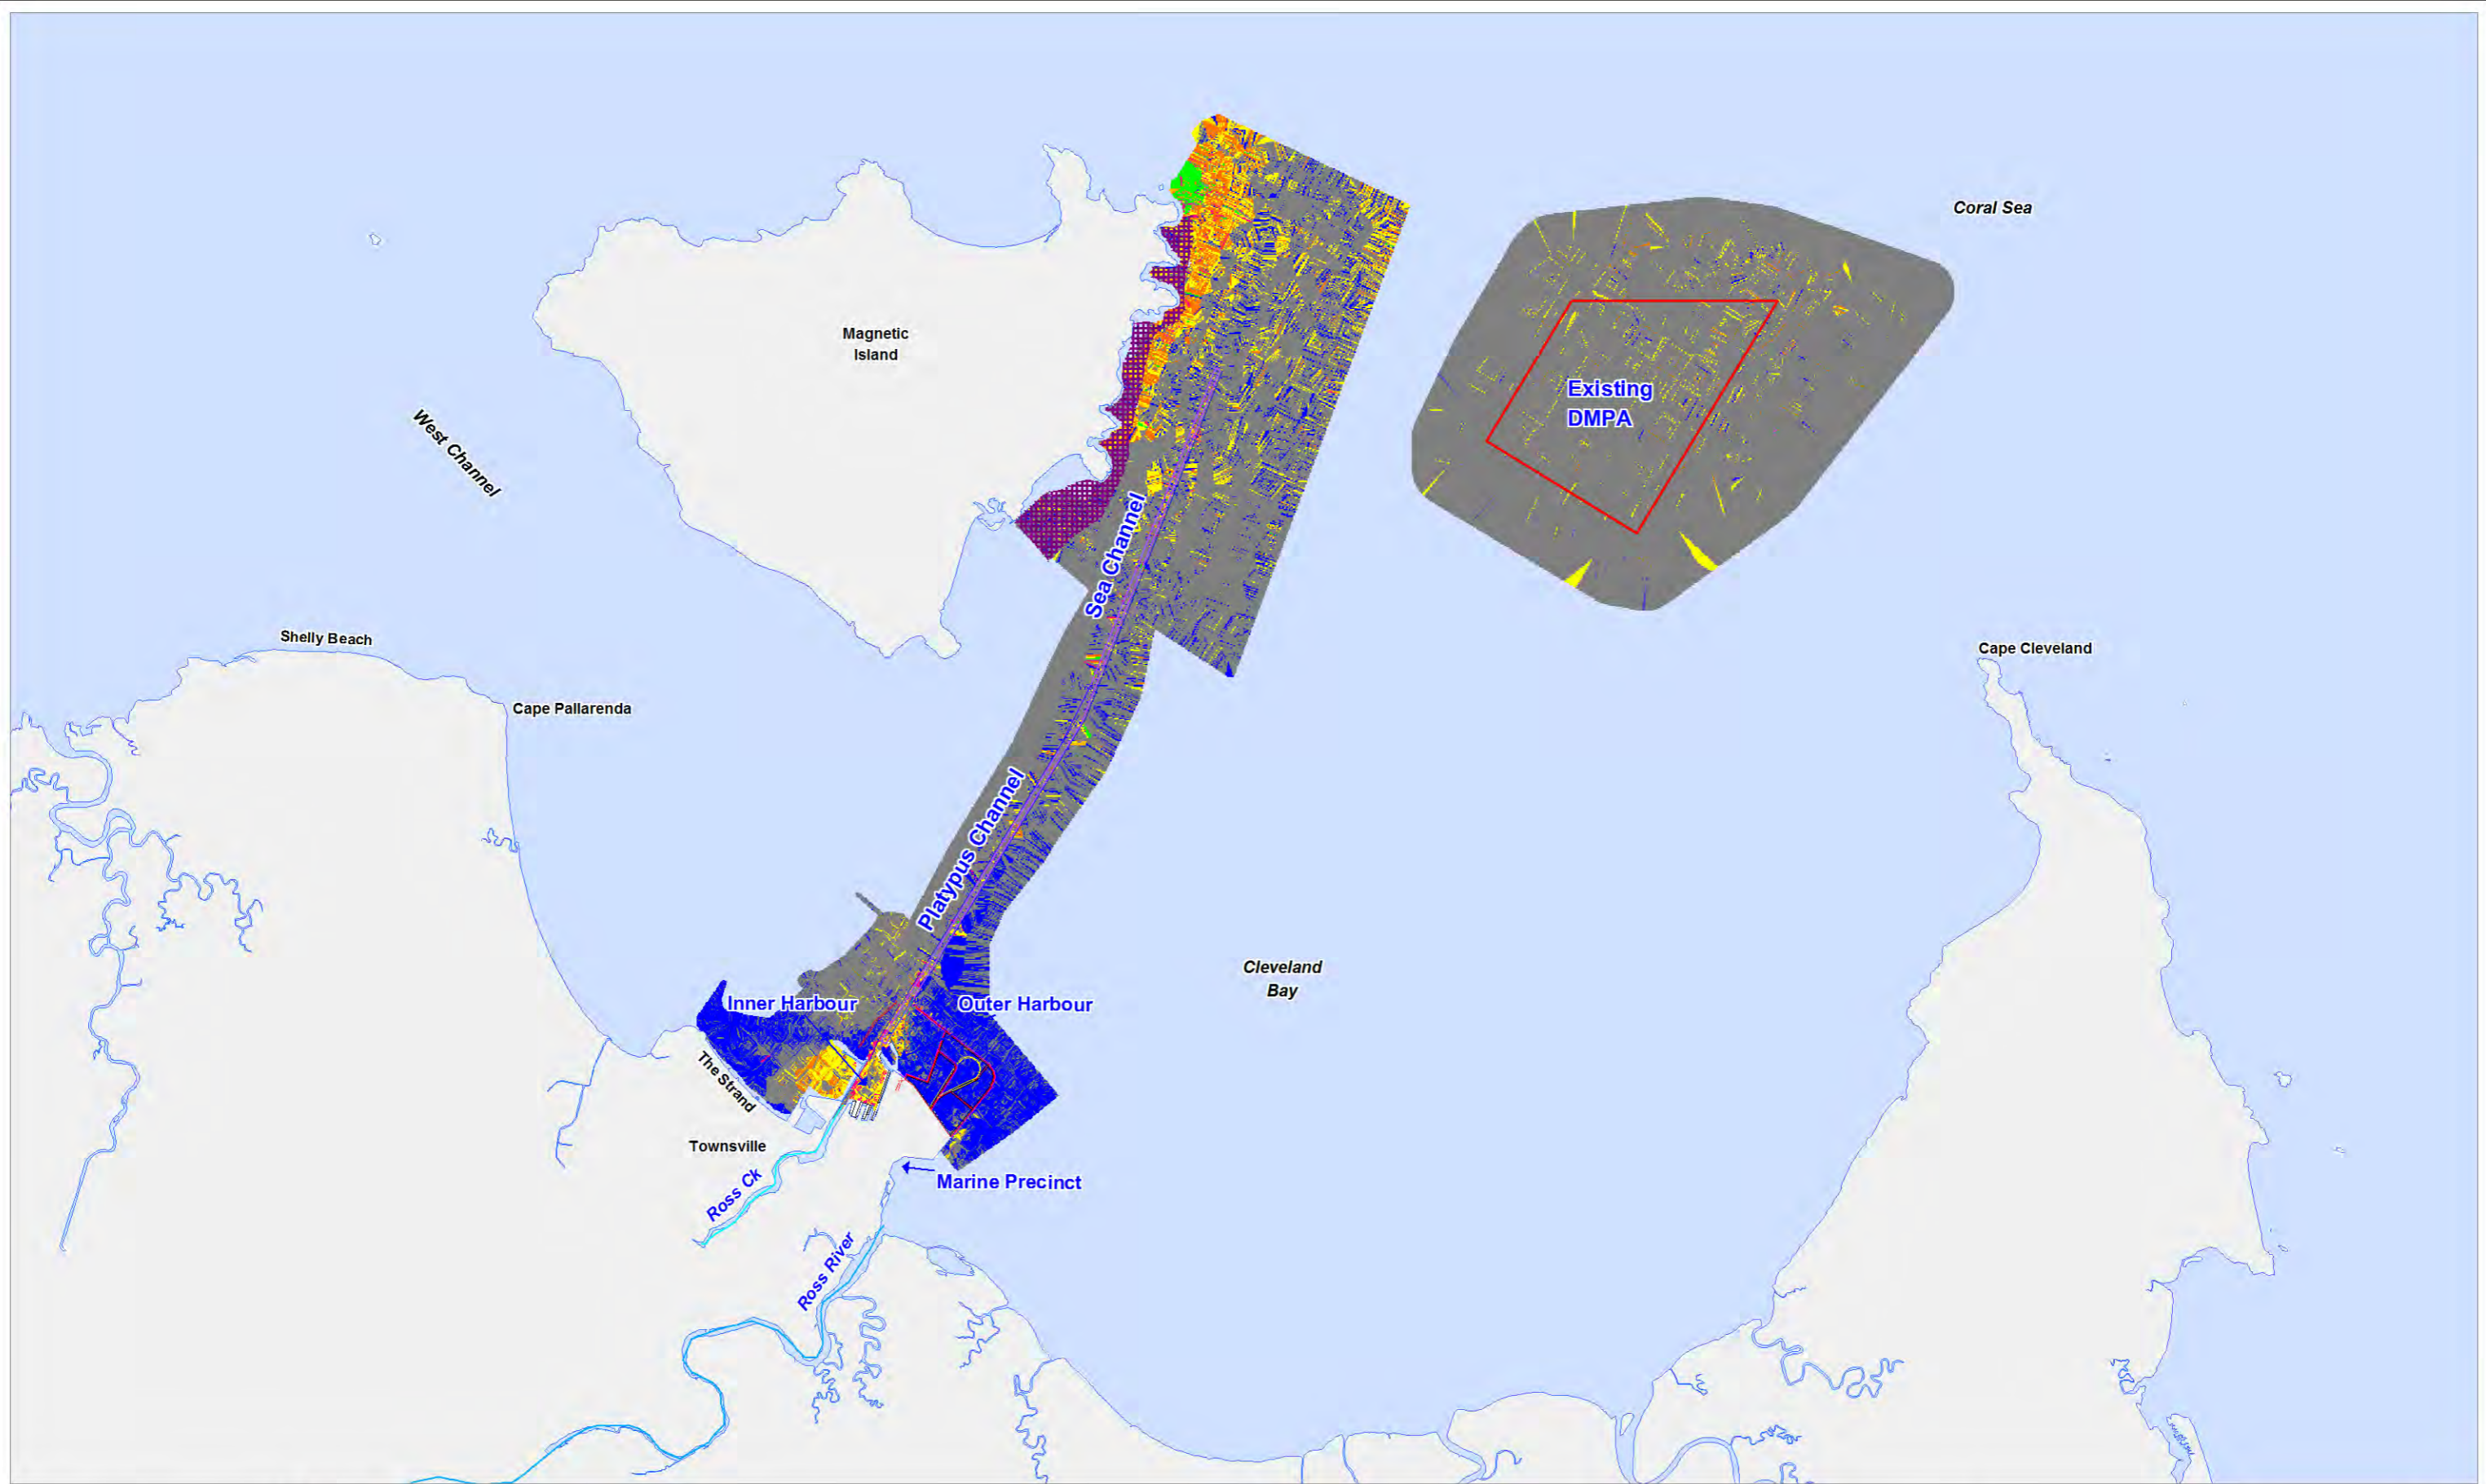 Coral Sea
Magnetic
Island
Existing
DMPA
West Channel
Sea Channel
Shelly Beach
Cape Cleveland
Cape Pallarenda
Platypus Channel
Cleveland
Bay
Inner Harbour
Outer Harbour
The Strand
Townsville
Marine Precinct
Ross Ck
Ross River